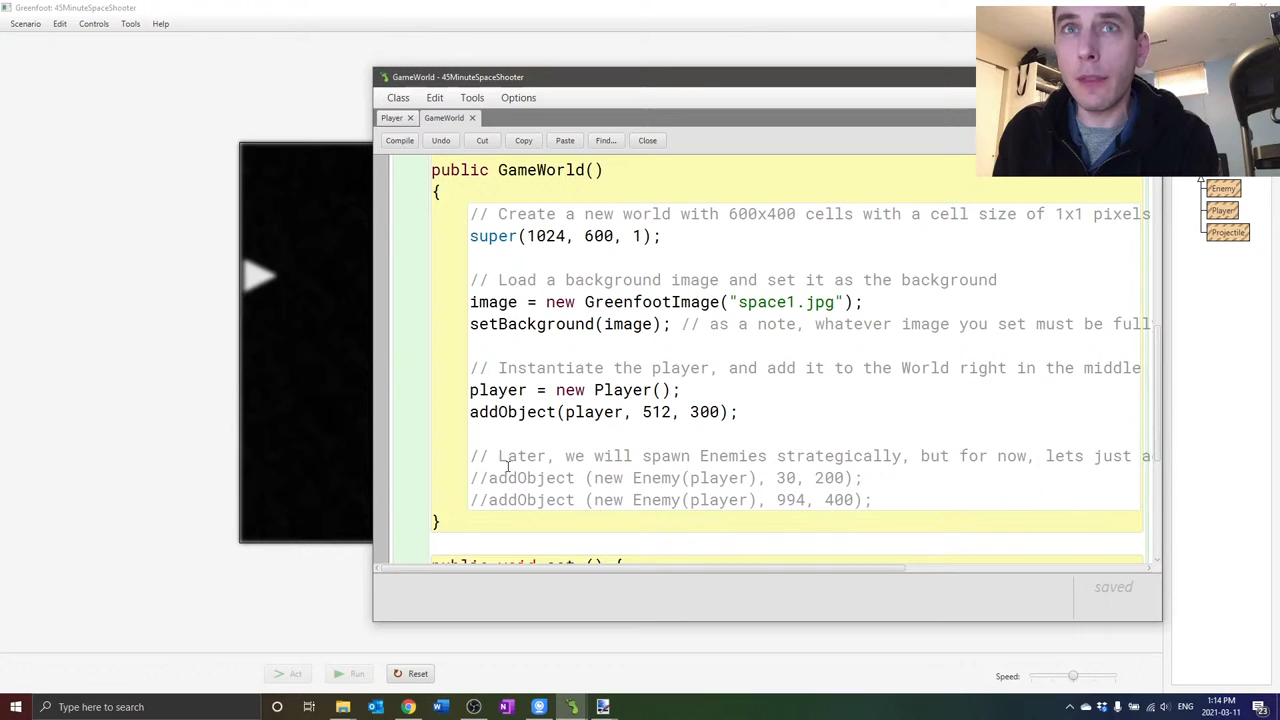 Greenfoot: 45MinuteSpaceShooter
Scenario Edit Controls Tools Help
GameWorld - 45MinuteSpaceShooter
Class Edit Tools Options
Player GameWorld
Compile Undo Cut Copy Paste Find... Close
public GameWorld()
{
// Create a new world with 600x400 cells with a cell size of 1x1 pixels
super(1024, 600, 1);
// Load a background image and set it as the background
image = new GreenfootImage("space1.jpg");
setBackground(image); // as a note, whatever image you set must be full
// Instantiate the player, and add it to the World right in the middle
player = new Player();
addObject(player, 512, 300);
// Later, we will spawn Enemies strategically, but for now, lets just
//addObject (new Enemy(player), 30, 200);
//addObject (new Enemy(player), 994, 400);
}
public void act () {
saved
Enemy
Player
Projectile
> Act
Run
Reset
Speed:
Type here to search
ENG
1:14 PM
2021-03-11
23